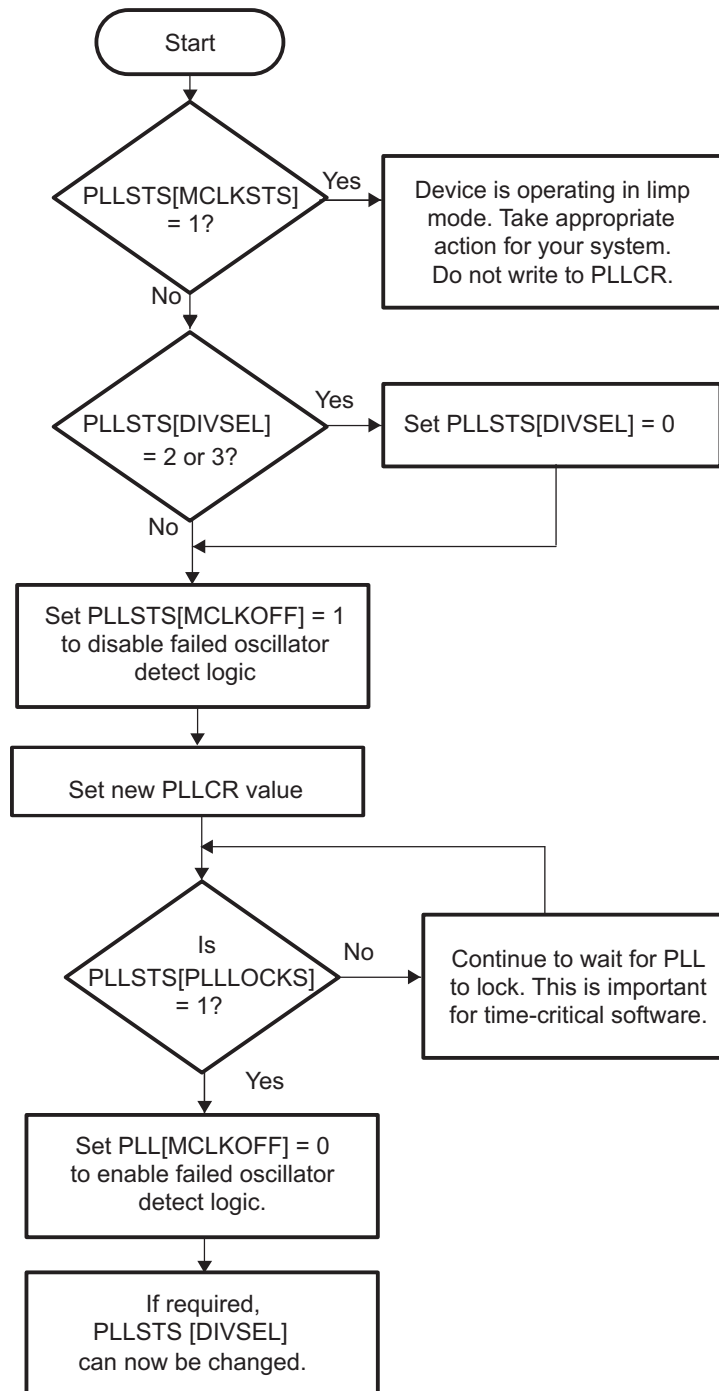 Start
PLLSTS[MCLKSTS]
= 1?
Yes
Device is operating in limp
mode. Take appropriate
action for your system.
Do not write to PLLCR.
No
PLLSTS[DIVSEL]
= 2 or 3?
Yes
Set PLLSTS[DIVSEL] = 0
No
Set PLLSTS[MCLKOFF] = 1
to disable failed oscillator
detect logic
Set new PLLCR value
Is
PLLSTS[PLLLOCKS]
= 1?
No
Continue to wait for PLL
to lock. This is important
for time-critical software.
Yes
Set PLL[MCLKOFF] = 0
to enable failed oscillator
detect logic.
If required,
PLLSTS [DIVSEL]
can now be changed.